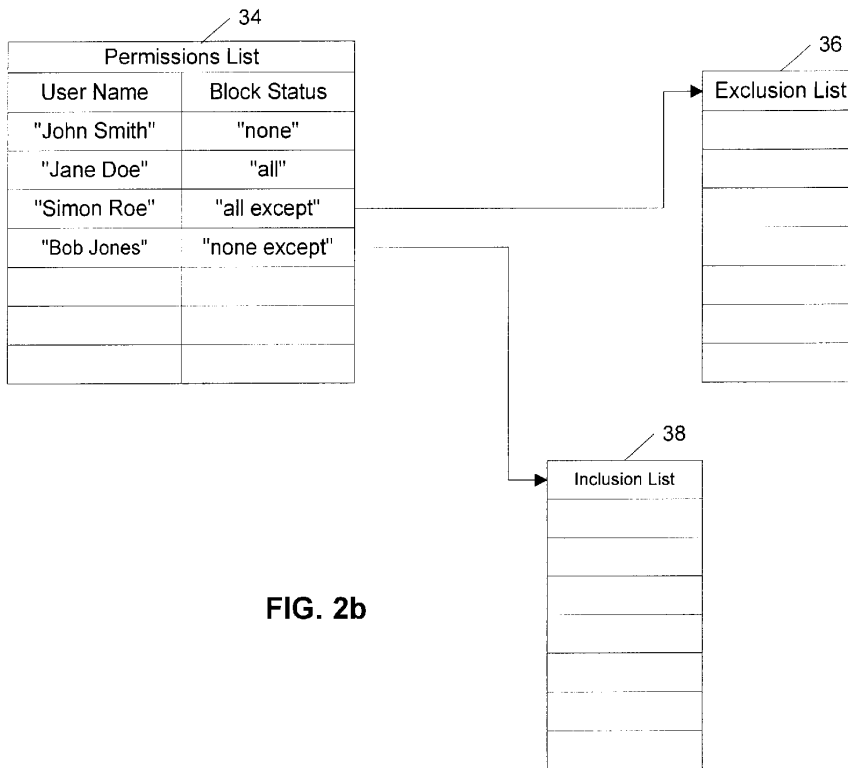 34
Permissions List
User Name Block Status
"John Smith" "none"
"Jane Doe" "all"
"Simon Roe" "all except"
"Bob Jones" "none except"
36
Exclusion List
38
Inclusion List
FIG. 2b